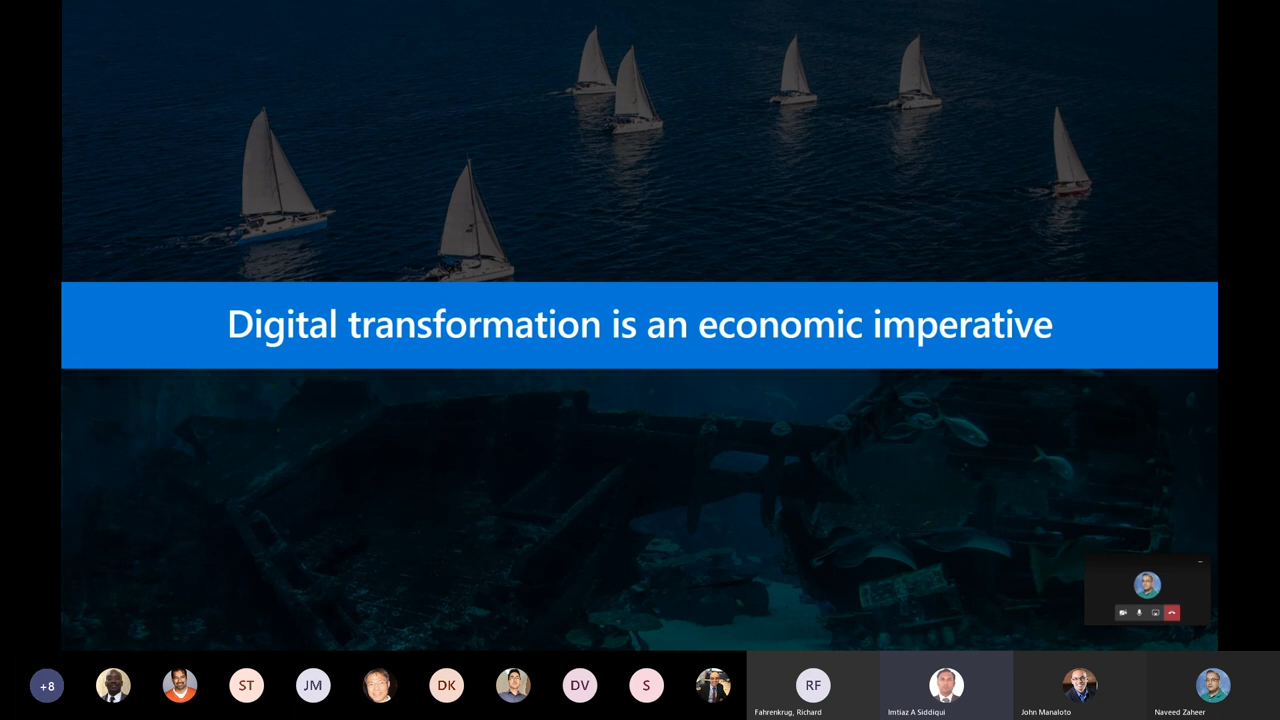 Digital transformation is an economic imperative
+8
ST
JM
DK
DV
S
RF
Fahrenkrug, Richard
Imtiaz A Siddiqui
John Manaloto
Naveed Zaheer